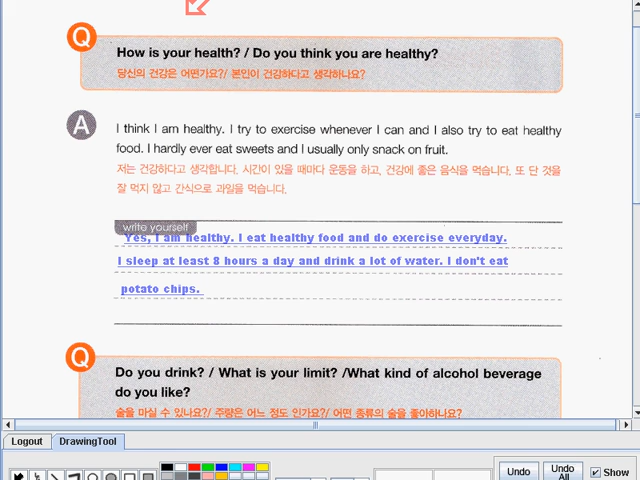 Q
How is your health? / Do you think you are healthy?
당신의 건강은 어떤가요?/ 본인이 건강하다고 생각하나요?
A
I think I am healthy. I try to exercise whenever I can and I also try to eat healthy
food. I hardly ever eat sweets and I usually only snack on fruit.
저는 건강하다고 생각합니다. 시간이 있을 때마다 운동을 하고, 건강에 좋은 음식을 먹습니다. 또 단 것을
잘 먹지 않고 간식으로 과일을 먹습니다.
write yourself
Yes, I am healthy. I eat healthy food and do exercise everyday.
I sleep at least 8 hours a day and drink a lot of water. I don't eat
potato chips.
Q
Do you drink? / What is your limit? /What kind of alcohol beverage
do you like?
술을 마실 수 있나요?/ 주량은 어느 정도 인가요?/ 어떤 종류의 술을 좋아하나요?
Logout
DrawingTool
Undo
Undo All
Show